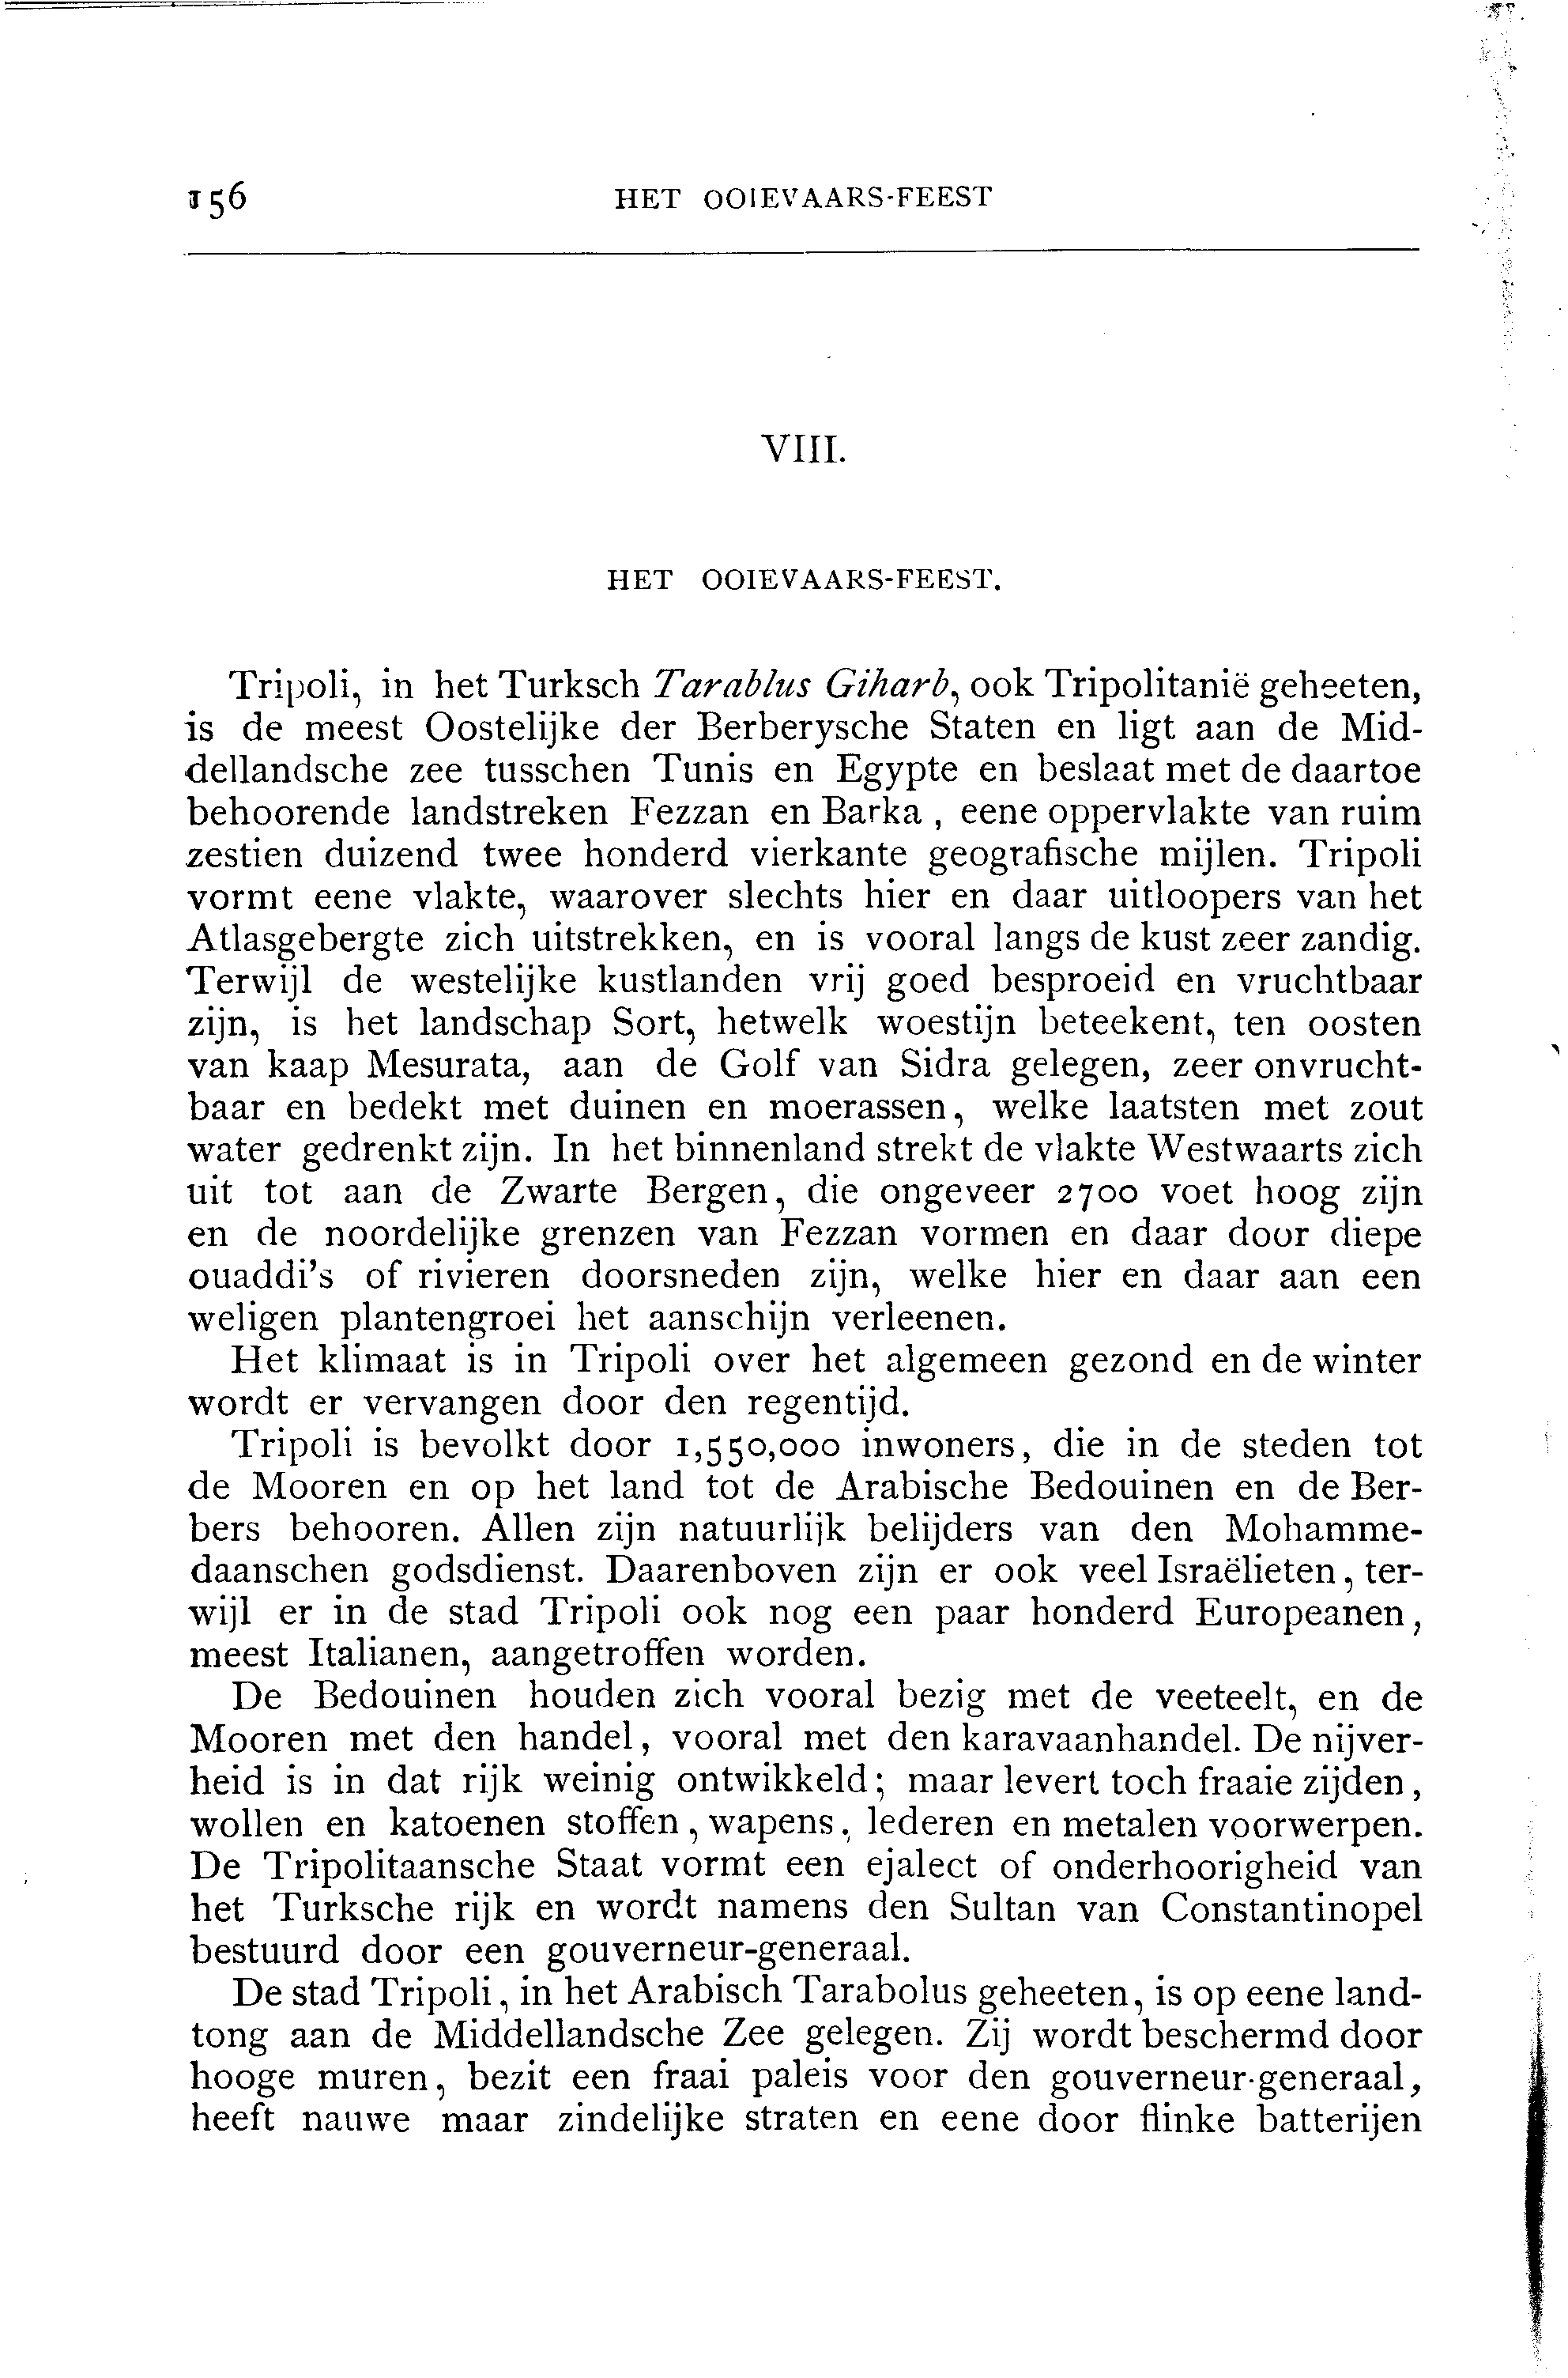 156 HET OOIEVAARS-FEEST
VIII.
HET OOIEVAARS-FEEST.
Tripoli, in het Turksch Tarablus Giharb, ook Tripolitanië geheeten,
is de meest Oostelijke der Berberysche Staten en ligt aan de Mid-
dellandsche zee tusschen Tunis en Egypte en beslaat met de daartoe
behoorende landstreken Fezzan en Barka, eene oppervlakte van ruim
zestien duizend twee honderd vierkante geografische mijlen. Tripoli
vormt eene vlakte, waarover slechts hier en daar uitloopers van het
Atlasgebergte zich uitstrekken, en is vooral langs de kust zeer zandig.
Terwijl de westelijke kustlanden vrij goed besproeid en vruchtbaar
zijn, is het landschap Sort, hetwelk woestijn beteekent, ten oosten
van kaap Mesurata, aan de Golf van Sidra gelegen, zeer onvrucht-
baar en bedekt met duinen en moerassen, welke laatsten met zout
water gedrenkt zijn. In het binnenland strekt de vlakte Westwaarts zich
uit tot aan de Zwarte Bergen, die ongeveer 2700 voet hoog zijn
en de noordelijke grenzen van Fezzan vormen en daar door diepe
ouaddi's of rivieren doorsneden zijn, welke hier en daar aan een
weligen plantengroei het aanschijn verleenen.
Het klimaat is in Tripoli over het algemeen gezond en de winter
wordt er vervangen door den regentijd.
Tripoli is bevolkt door 1,550,000 inwoners, die in de steden tot
de Mooren en op het land tot de Arabische Bedouinen en de Ber-
bers behooren. Allen zijn natuurlijk belijders van den Mohamme-
daanschen godsdienst. Daarenboven zijn er ook veel Israëlieten, ter-
wijl er in de stad Tripoli ook nog een paar honderd Europeanen,
meest Italianen, aangetroffen worden.
De Bedouinen houden zich vooral bezig met de veeteelt, en de
Mooren met den handel, vooral met den karavaanhandel. De nijver-
heid is in dat rijk weinig ontwikkeld; maar levert toch fraaie zijden,
wollen en katoenen stoffen, wapens, lederen en metalen voorwerpen.
De Tripolitaansche Staat vormt een ejalect of onderhoorigheid van
het Turksche rijk en wordt namens den Sultan van Constantinopel
bestuurd door een gouverneur-generaal.
De stad Tripoli, in het Arabisch Tarabolus geheeten, is op eene land-
tong aan de Middellandsche Zee gelegen. Zij wordt beschermd door
hooge muren, bezit een fraai paleis voor den gouverneur-generaal,
heeft nauwe maar zindelijke straten en eene door flinke batterijen